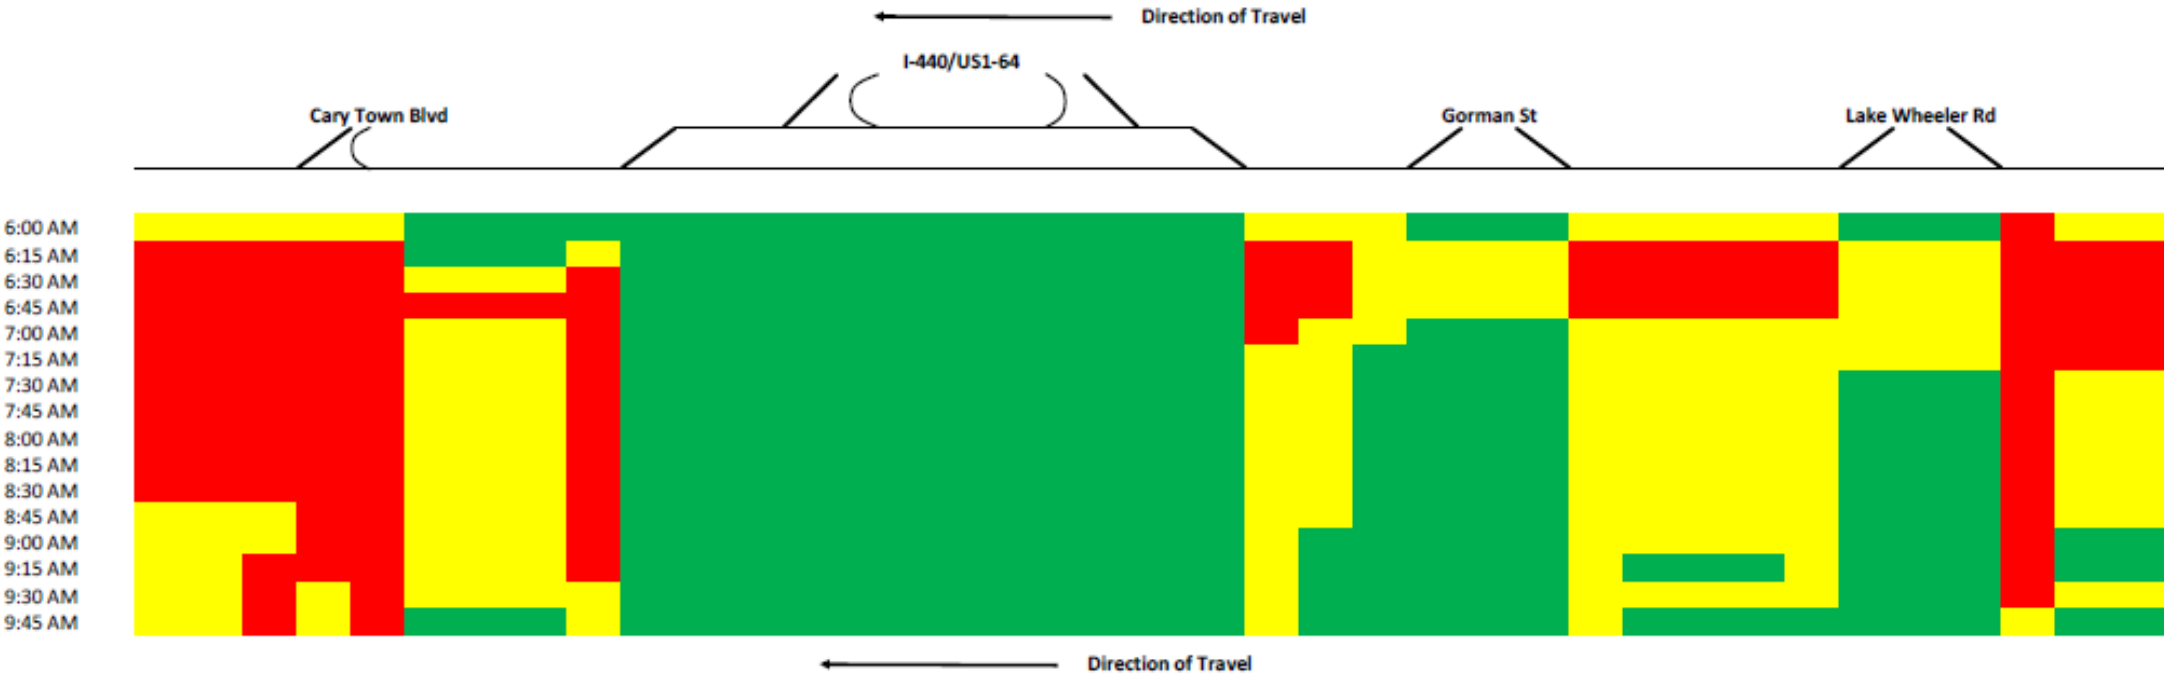 Direction of Travel
I-440/US1-64
Cary Town Blvd
Gorman St
Lake Wheeler Rd
6:00 AM
6:15 AM
6:30 AM
6:45 AM
7:00 AM
7:15 AM
7:30 AM
7:45 AM
8:00 AM
8:15 AM
8:30 AM
8:45 AM
9:00 AM
9:15 AM
9:30 AM
9:45 AM
Direction of Travel